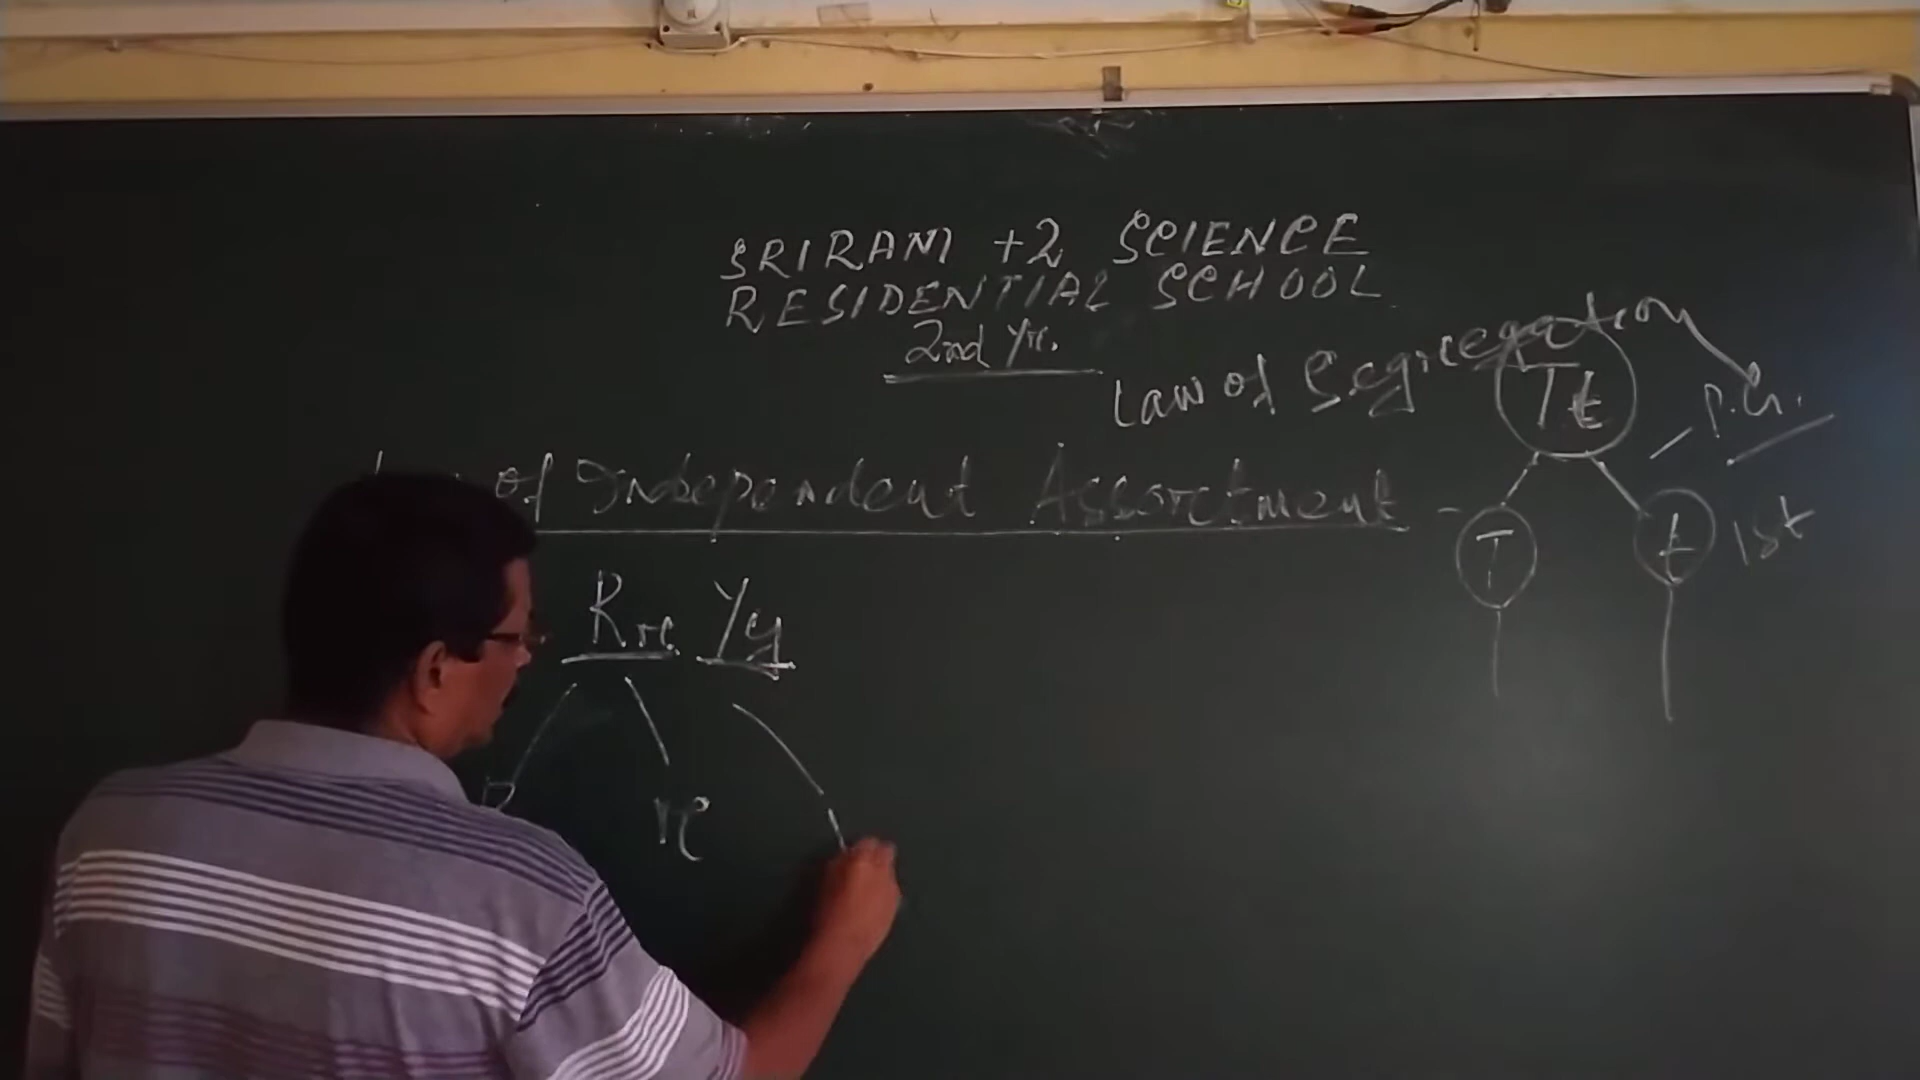 SRIRAM +2 SCIENCE
RESIDENTIAL SCHOOL
2nd Yr.
Law of Segregation
Tt
P.G.
of Independent Assortment -
T
t
1st
Rr Yy
R
r